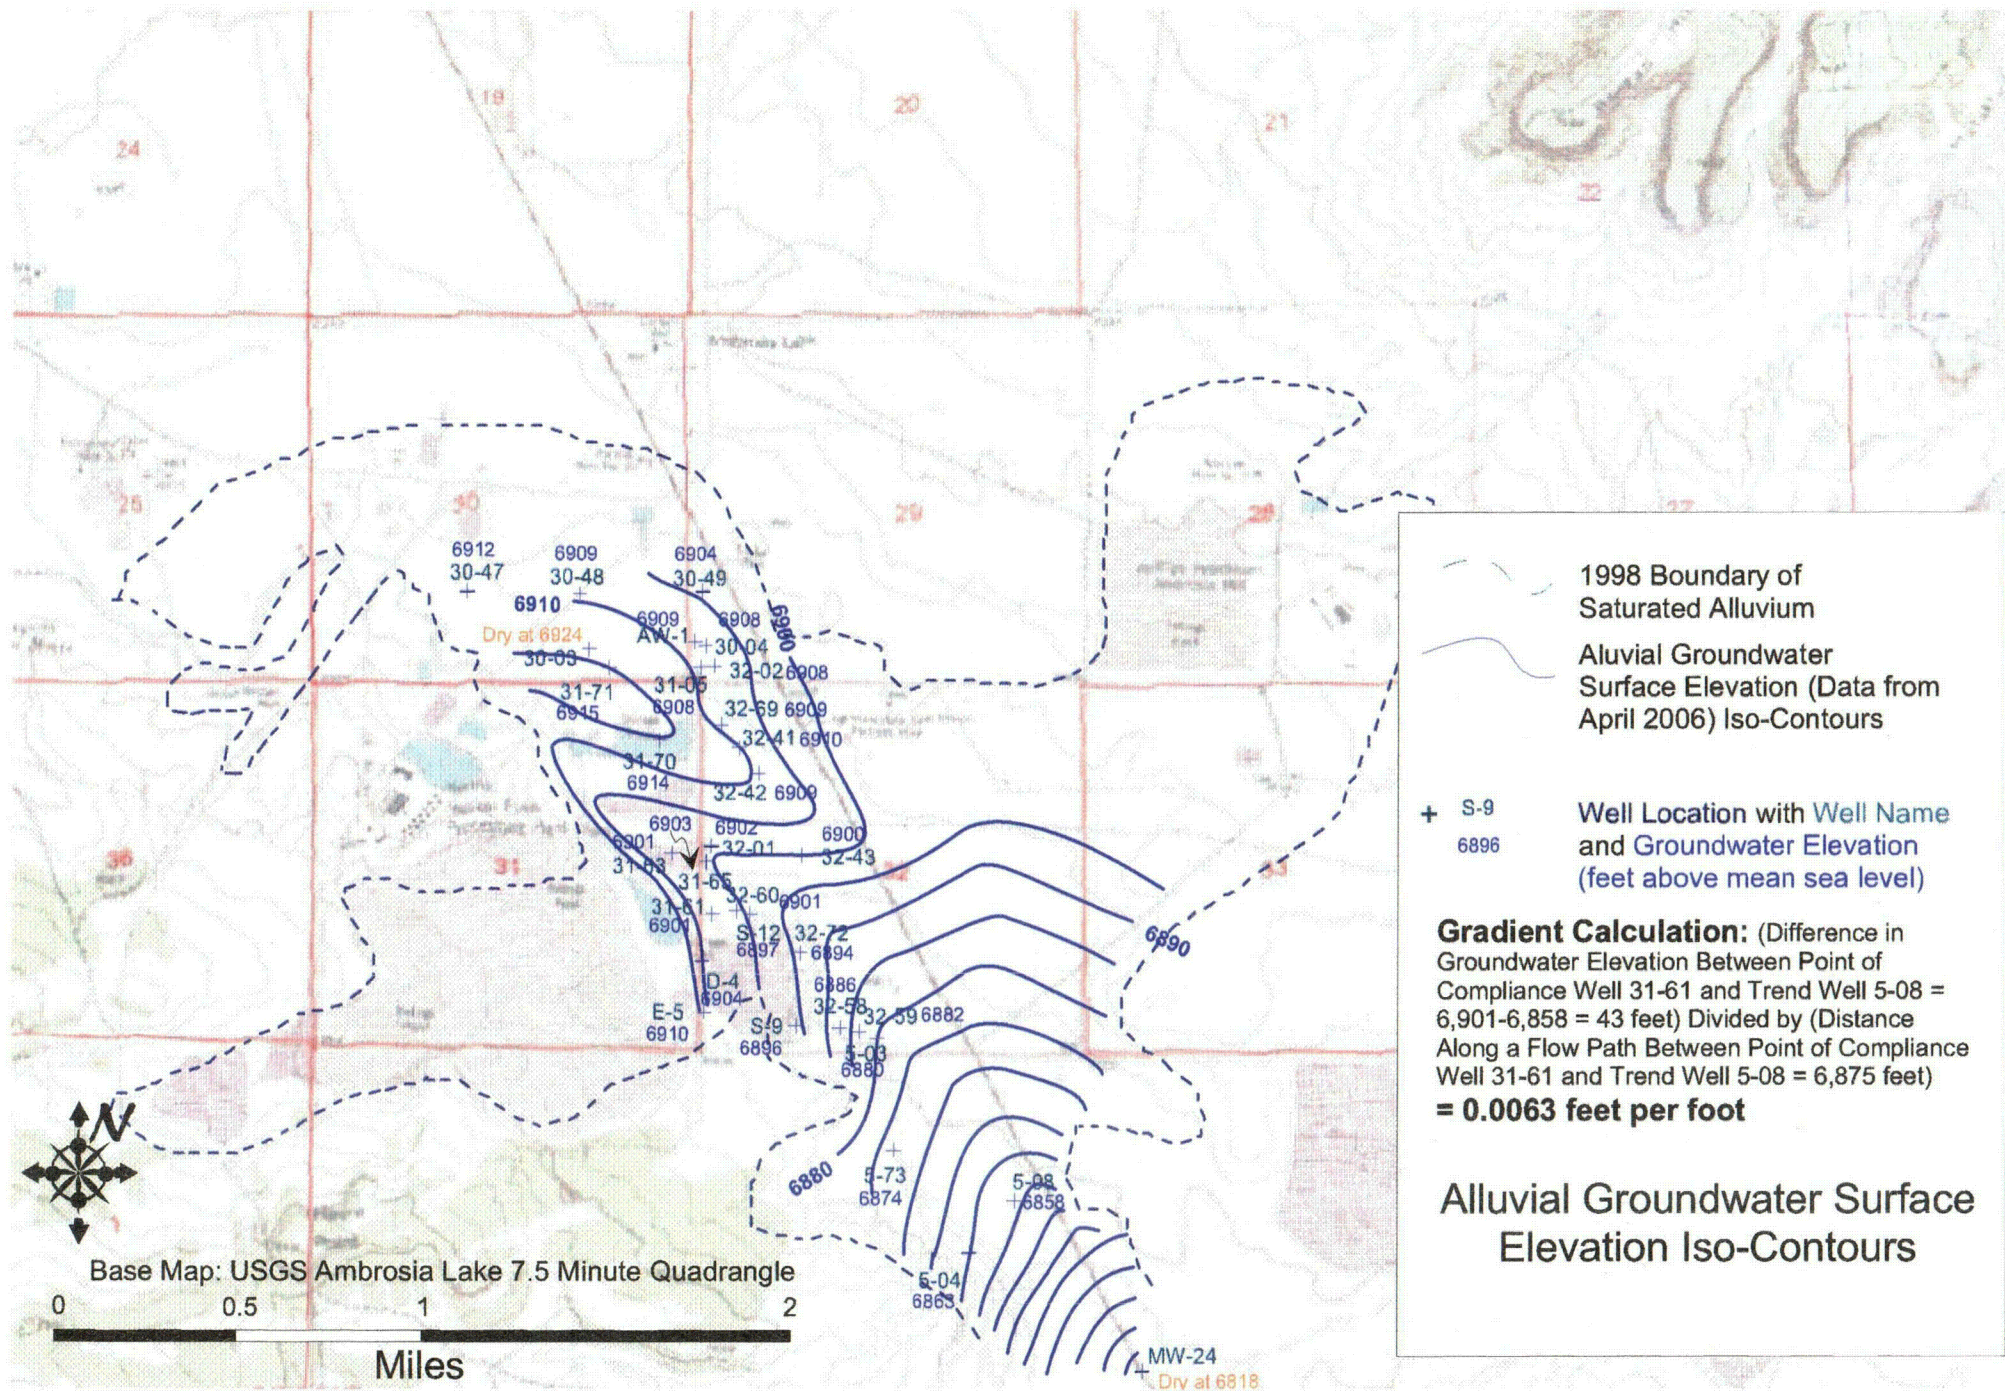 19
20
21
24
22
25
30
29
28
27
6912
30-47
6909
30-48
6904
30-49
6910
6900
Dry at 6924
30-03
6909
AW-1
6908
30-04
32-02 6908
31-71
6915
31-05
6908
32-69 6909
32-41 6910
31-70
6914
32-42 6909
6903
6902
32-01
6900
32-43
6901
31-63
31-65
36
31
32
33
32-60
6901
31-61
6901
S-12
6897
32-72
6894
6890
D-4
6904
6886
32-58
32-59 6882
E-5
6910
S-9
6896
5-03
6880
6880
5-73
6874
5-08
6858
5-04
6863
MW-24
Dry at 6818
1
N
Base Map: USGS Ambrosia Lake 7.5 Minute Quadrangle
0 0.5 1 2
Miles
1998 Boundary of
Saturated Alluvium
Aluvial Groundwater
Surface Elevation (Data from
April 2006) Iso-Contours
+ S-9
6896
Well Location with Well Name
and Groundwater Elevation
(feet above mean sea level)
Gradient Calculation: (Difference in
Groundwater Elevation Between Point of
Compliance Well 31-61 and Trend Well 5-08 =
6,901-6,858 = 43 feet) Divided by (Distance
Along a Flow Path Between Point of Compliance
Well 31-61 and Trend Well 5-08 = 6,875 feet)
= 0.0063 feet per foot
Alluvial Groundwater Surface
Elevation Iso-Contours